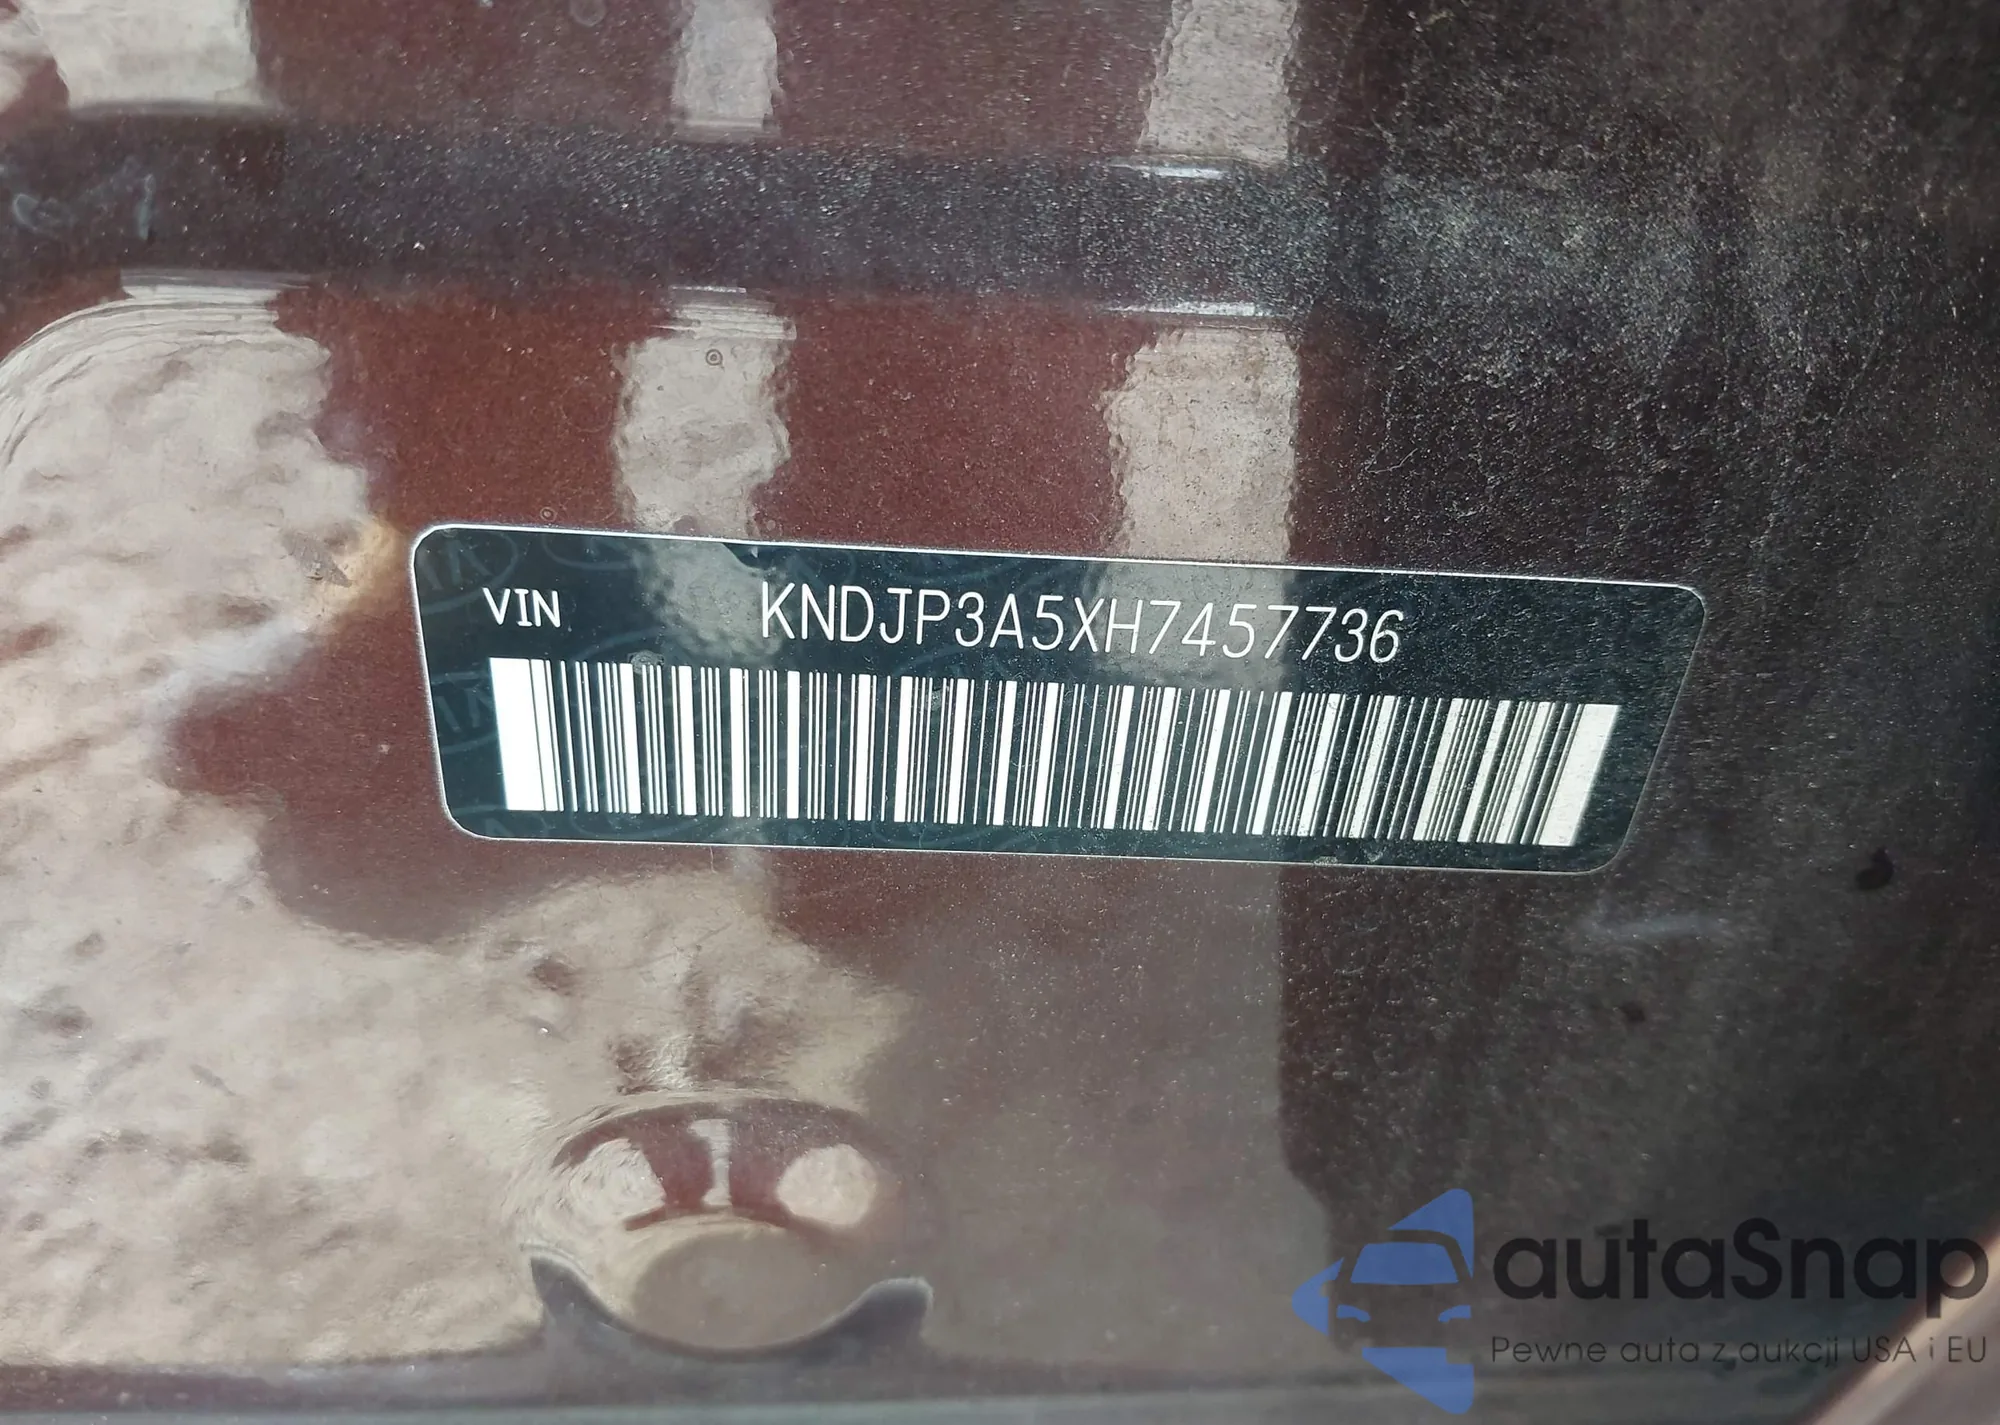 VIN KNDJP3A5XH7457736
autaSnap
Pewne auta z aukcji USA i EU